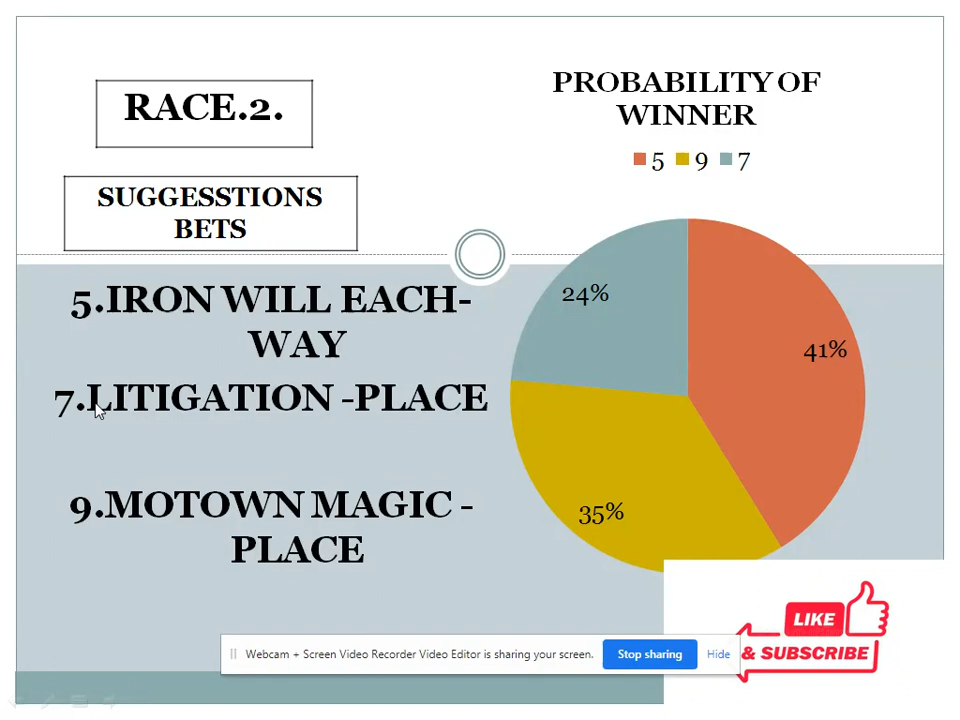 RACE.2.
SUGGESSTIONS
BETS
5.IRON WILL EACH-
WAY
7.LITIGATION -PLACE
9.MOTOWN MAGIC -
PLACE
PROBABILITY OF
WINNER
5 9 7
24%
41%
35%
LIKE
& SUBSCRIBE
Webcam + Screen Video Recorder Video Editor is sharing your screen. Stop sharing Hide